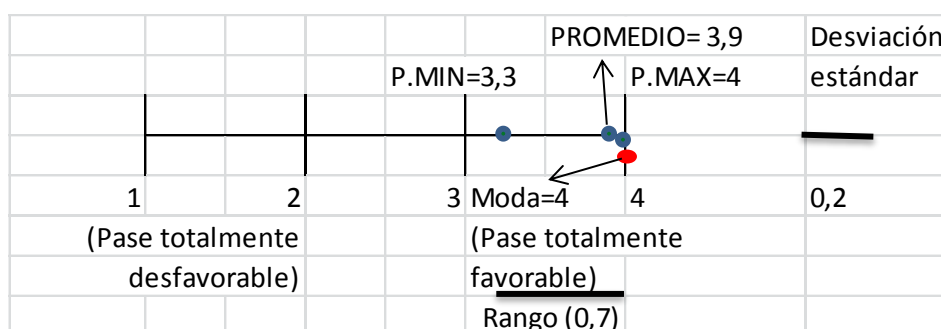 PROMEDIO= 3,9 Desviación
P.MIN=3,3 P.MAX=4 estándar
1 2 3 Moda=4 4 0,2
(Pase totalmente (Pase totalmente
desfavorable) favorable)
Rango (0,7)